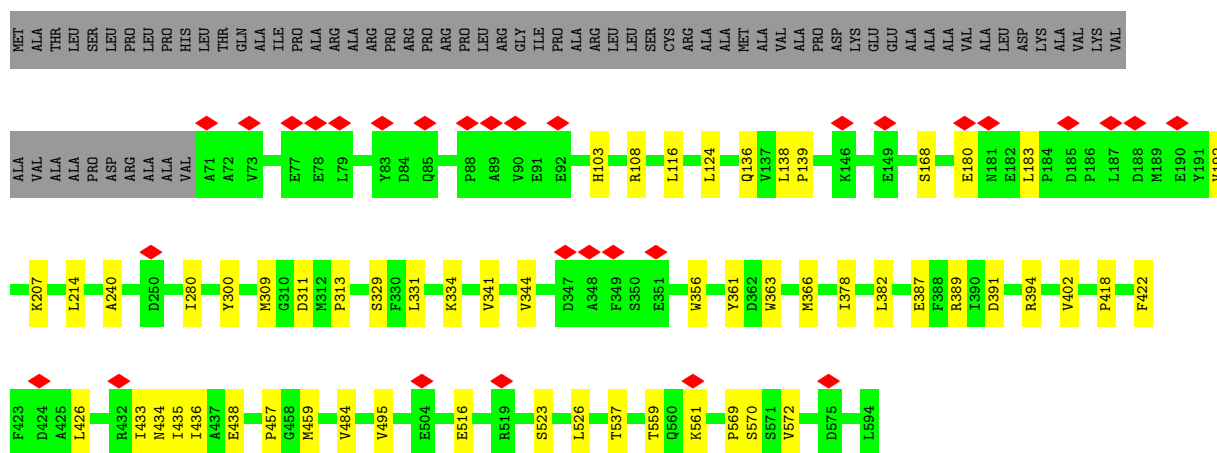 MET ALA THR LEU SER LEU PRO LEU PRO HIS LEU THR GLN ALA ILE PRO ALA ARG ALA ARG PRO ARG PRO ARG PRO LEU ARG GLY ILE PRO ALA ARG LEU LEU SER CYS ARG ALA ALA MET ALA VAL ALA PRO ASP LYS GLU GLU ALA ALA ALA VAL ALA LEU ASP LYS ALA VAL LYS VAL
ALA VAL ALA ALA PRO ASP ARG ALA ALA VAL A71 A72 V73 E77 E78 L79 Y83 D84 Q85 P88 A89 V90 E91 E92 H103 R108 L116 L124 Q136 V137 L138 P139 K146 E149 S168 E180 N181 E182 L183 P184 D185 P186 L187 D188 M189 E190 Y191
K207 L214 A240 D250 I280 Y300 M309 G310 D311 M312 P313 S329 F330 L331 K334 V341 V344 D347 A348 F349 S350 E351 W356 Y361 D362 W363 M366 I378 L382 E387 F388 R389 I390 D391 R394 V402 P418 F422
F423 D424 A425 L426 R432 I433 N434 I435 I436 A437 E438 P457 G458 M459 V484 V495 E504 E516 R519 S523 L526 T537 T559 Q560 K561 P569 S570 S571 V572 D575 L594